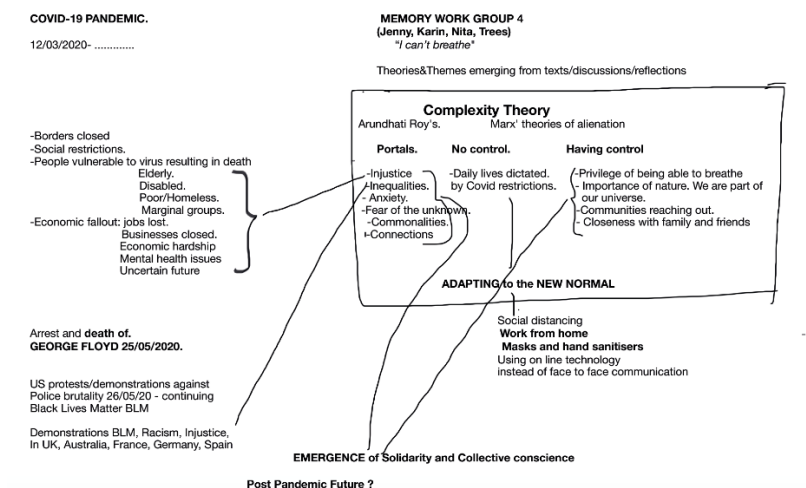 COVID-19 PANDEMIC.
12/03/2020- .............
MEMORY WORK GROUP 4
(Jenny, Karin, Nita, Trees)
"I can't breathe"
Theories&Themes emerging from texts/discussions/reflections
-Borders closed
-Social restrictions.
-People vulnerable to virus resulting in death
Elderly.
Disabled.
Poor/Homeless.
Marginal groups.
-Economic fallout: jobs lost.
Businesses closed.
Economic hardship
Mental health issues
Uncertain future
Complexity Theory
Arundhati Roy's.
Marx' theories of alienation
Portals.
-Injustice
-Inequalities.
- Anxiety.
-Fear of the unknown.
-Commonalities.
-Connections
No control.
-Daily lives dictated.
by Covid restrictions.
Having control
-Privilege of being able to breathe
- Importance of nature. We are part of
our universe.
-Communities reaching out.
- Closeness with family and friends
ADAPTING to the NEW NORMAL
Social distancing
Work from home
Masks and hand sanitisers
Using on line technology
instead of face to face communication
Arrest and death of.
GEORGE FLOYD 25/05/2020.
US protests/demonstrations against
Police brutality 26/05/20 - continuing
Black Lives Matter BLM
Demonstrations BLM, Racism, Injustice,
In UK, Australia, France, Germany, Spain
EMERGENCE of Solidarity and Collective conscience
Post Pandemic Future ?